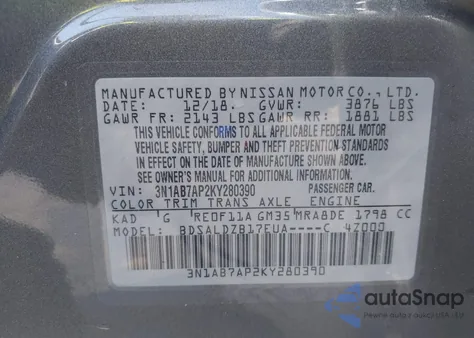 MANUFACTURED BY NISSAN MOTOR CO., LTD.
DATE: 12/18. GVWR: 3876 LBS
GAWR FR: 2143 LBS GAWR RR: 1881 LBS
THIS VEHICLE CONFORMS TO ALL APPLICABLE FEDERAL MOTOR
VEHICLE SAFETY, BUMPER AND THEFT PREVENTION STANDARDS
IN EFFECT ON THE DATE OF MANUFACTURE SHOWN ABOVE. SEE
OWNER'S MANUAL FOR ADDITIONAL INFORMATION.
VIN: 3N1AB7AP2KY280390 PASSENGER CAR.
COLOR TRIM TRANS AXLE ENGINE
KAD G RE0F11A GM35 MRA8DE 1798 CC
MODEL: BDSALDZB17EUA----C 4Z000
3N1AB7AP2KY280390
autoSnap